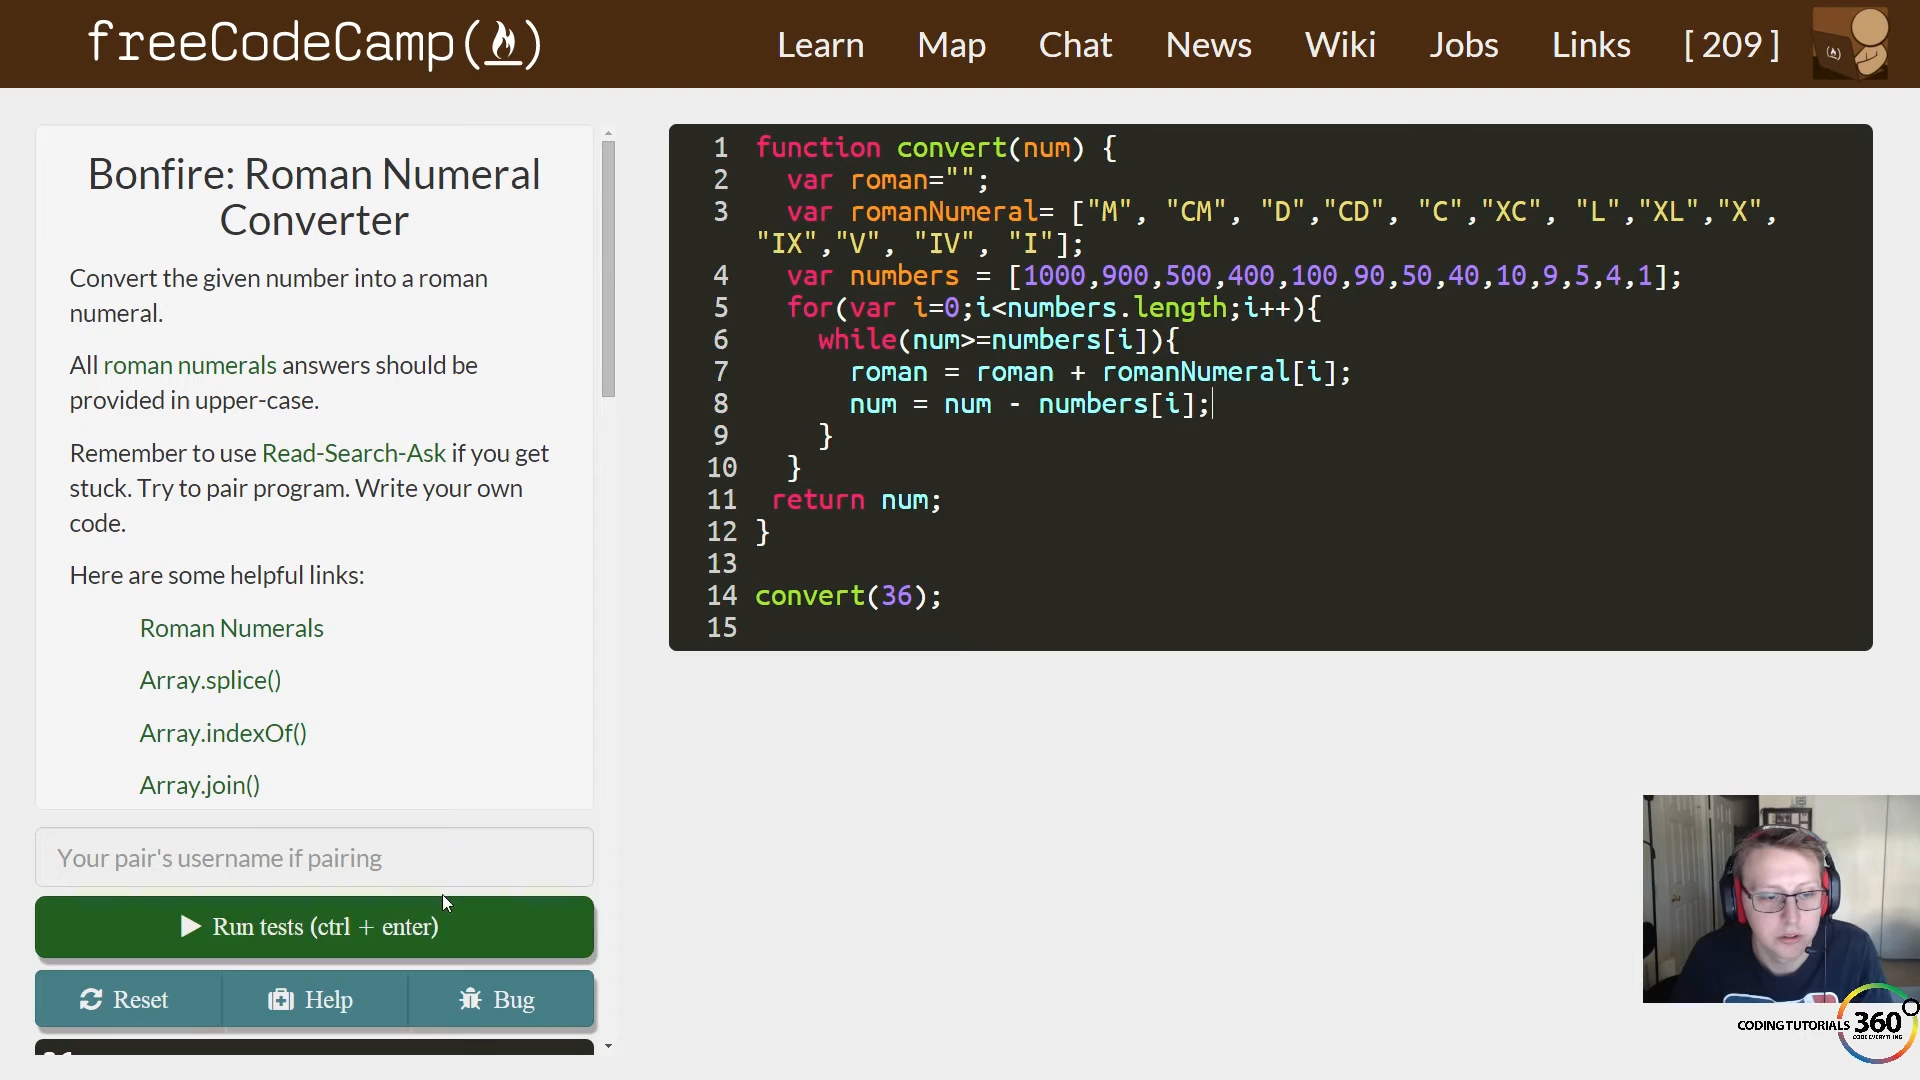 freeCodeCamp(🔥)
Learn Map Chat News Wiki Jobs Links [ 209 ]
Bonfire: Roman Numeral
Converter
Convert the given number into a roman
numeral.
All roman numerals answers should be
provided in upper-case.
Remember to use Read-Search-Ask if you get
stuck. Try to pair program. Write your own
code.
Here are some helpful links:
Roman Numerals
Array.splice()
Array.indexOf()
Array.join()
Your pair's username if pairing
Run tests (ctrl + enter)
Reset Help Bug
1 function convert(num) {
2 var roman="";
3 var romanNumeral= ["M", "CM", "D","CD", "C","XC", "L","XL","X",
"IX","V", "IV", "I"];
4 var numbers = [1000,900,500,400,100,90,50,40,10,9,5,4,1];
5 for(var i=0;i<numbers.length;i++){
6 while(num>=numbers[i]){
7 roman = roman + romanNumeral[i];
8 num = num - numbers[i];
9 }
10 }
11 return num;
12 }
13
14 convert(36);
15
CODING TUTORIALS 360
CODE EVERYTHING